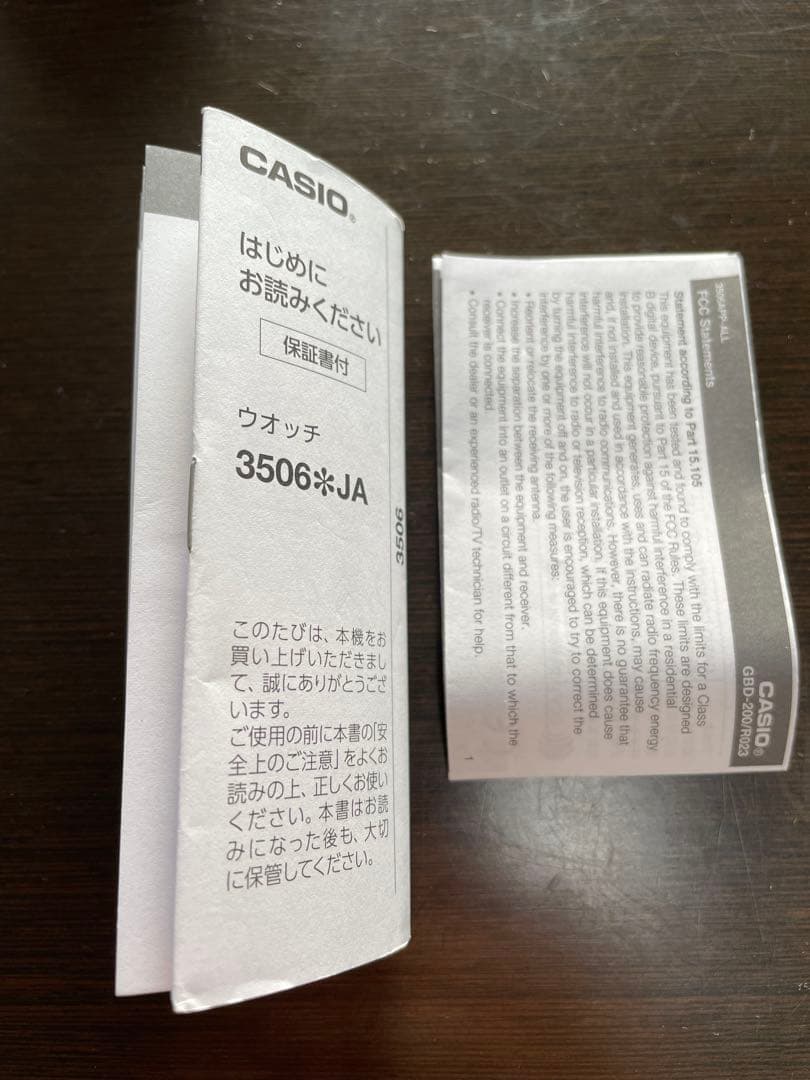 CASIO®
はじめに
お読みください
保証書付
ウオッチ
3506✻JA
3506
このたびは、本機をお
買い上げいただきまし
て、誠にありがとうござ
います。
ご使用の前に本書の「安
全上のご注意」をよくお
読みの上、正しくお使い
ください。本書はお読
みになった後も、大切
に保管してください。
CASIO®
GBD-200/R023
3506APP-ALL
FCC Statements
Statement according to Part 15.105
This equipment has been tested and found to comply with the limits for a Class
B digital device, pursuant to Part 15 of the FCC Rules. These limits are designed
to provide reasonable protection against harmful interference in a residential
installation. This equipment generates, uses and can radiate radio frequency energy
and, if not installed and used in accordance with the instructions, may cause
harmful interference to radio communications. However, there is no guarantee that
interference will not occur in a particular installation. If this equipment does cause
harmful interference to radio or television reception, which can be determined
by turning the equipment off and on, the user is encouraged to try to correct the
interference by one or more of the following measures:
• Reorient or relocate the receiving antenna.
• Increase the separation between the equipment and receiver.
• Connect the equipment into an outlet on a circuit different from that to which the
receiver is connected.
• Consult the dealer or an experienced radio/TV technician for help.
1